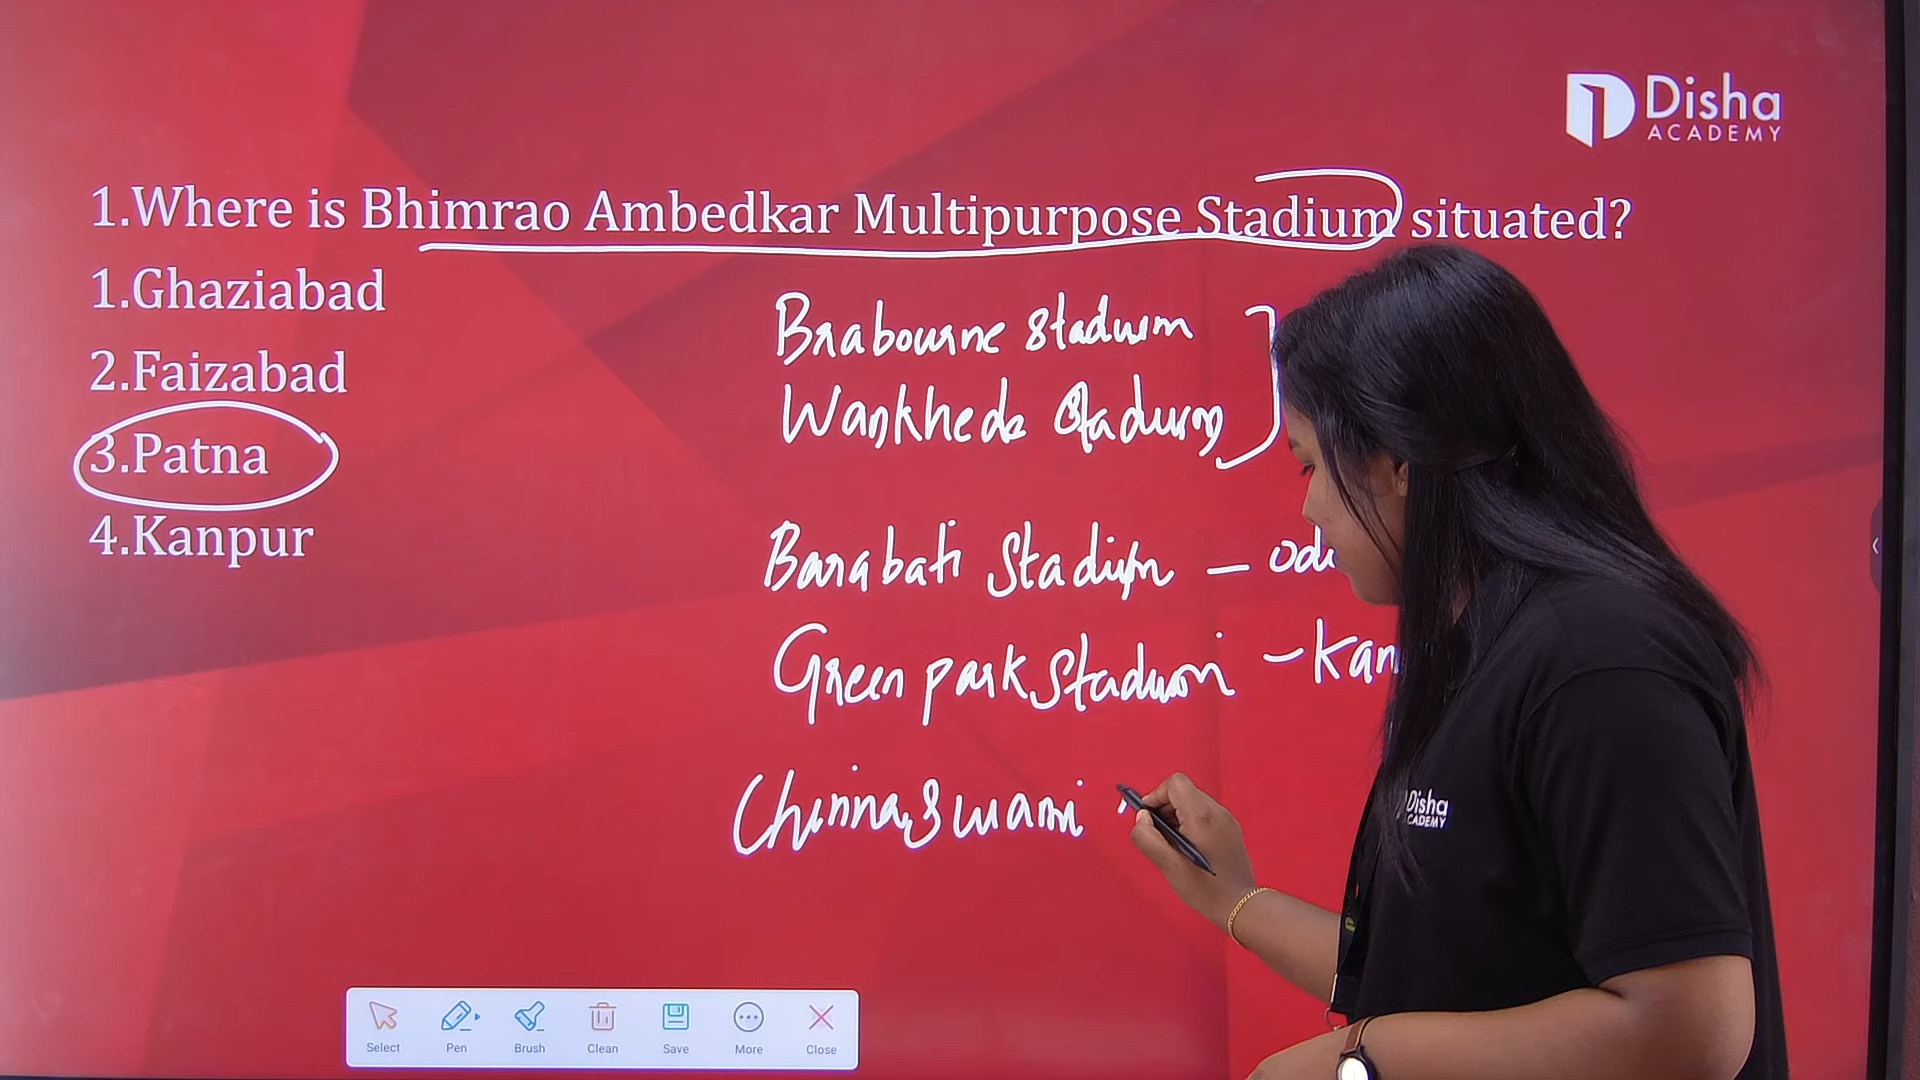 Disha
ACADEMY
1.Where is Bhimrao Ambedkar Multipurpose Stadium situated?
1.Ghaziabad
2.Faizabad
3.Patna
4.Kanpur
Brabourne Stadium
Wankhede Stadium
Barabati Stadium –
Green park Stadium – Kan
Chinnaswami
Disha
ACADEMY
Select Pen Brush Clean Save More Close